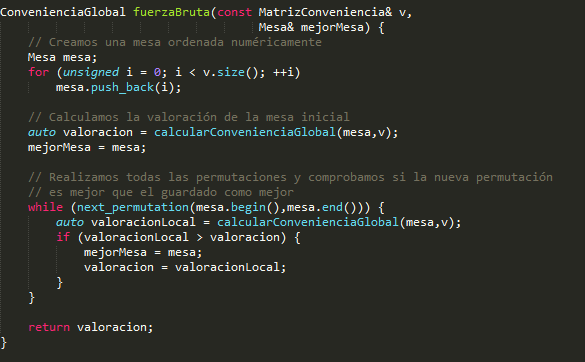 ConvenienciaGlobal fuerzaBruta(const MatrizConveniencia& v,
Mesa& mejorMesa) {
// Creamos una mesa ordenada numéricamente
Mesa mesa;
for (unsigned i = 0; i < v.size(); ++i)
mesa.push_back(i);
// Calculamos la valoración de la mesa inicial
auto valoracion = calcularConvenienciaGlobal(mesa,v);
mejorMesa = mesa;
// Realizamos todas las permutaciones y comprobamos si la nueva permutación
// es mejor que el guardado como mejor
while (next_permutation(mesa.begin(),mesa.end())) {
auto valoracionLocal = calcularConvenienciaGlobal(mesa,v);
if (valoracionLocal > valoracion) {
mejorMesa = mesa;
valoracion = valoracionLocal;
}
}
return valoracion;
}